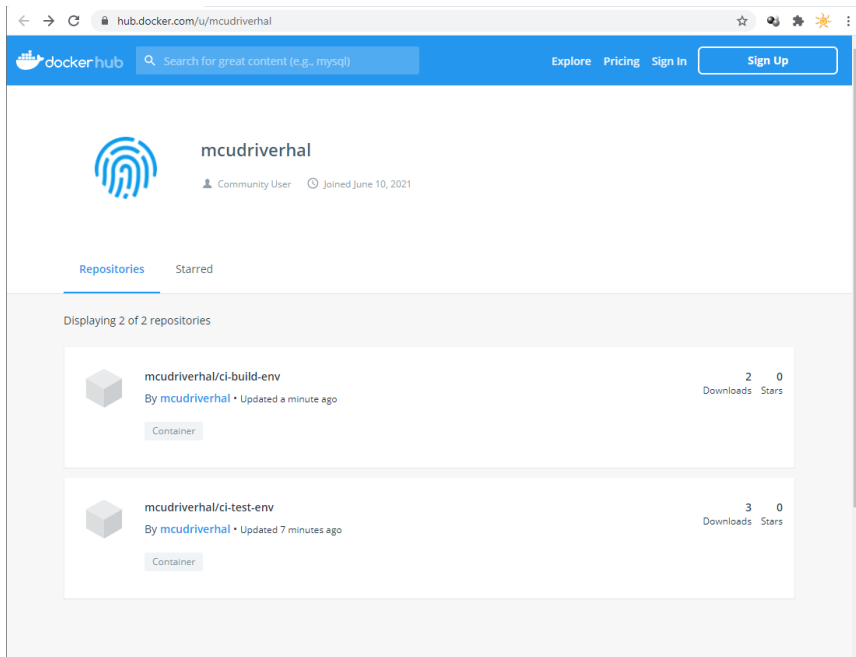 hub.docker.com/u/mcudriverhal
dockerhub Search for great content (e.g., mysql) Explore Pricing Sign In Sign Up
mcudriverhal
Community User Joined June 10, 2021
Repositories Starred
Displaying 2 of 2 repositories
mcudriverhal/ci-build-env 2 0
By mcudriverhal • Updated a minute ago Downloads Stars
Container
mcudriverhal/ci-test-env 3 0
By mcudriverhal • Updated 7 minutes ago Downloads Stars
Container